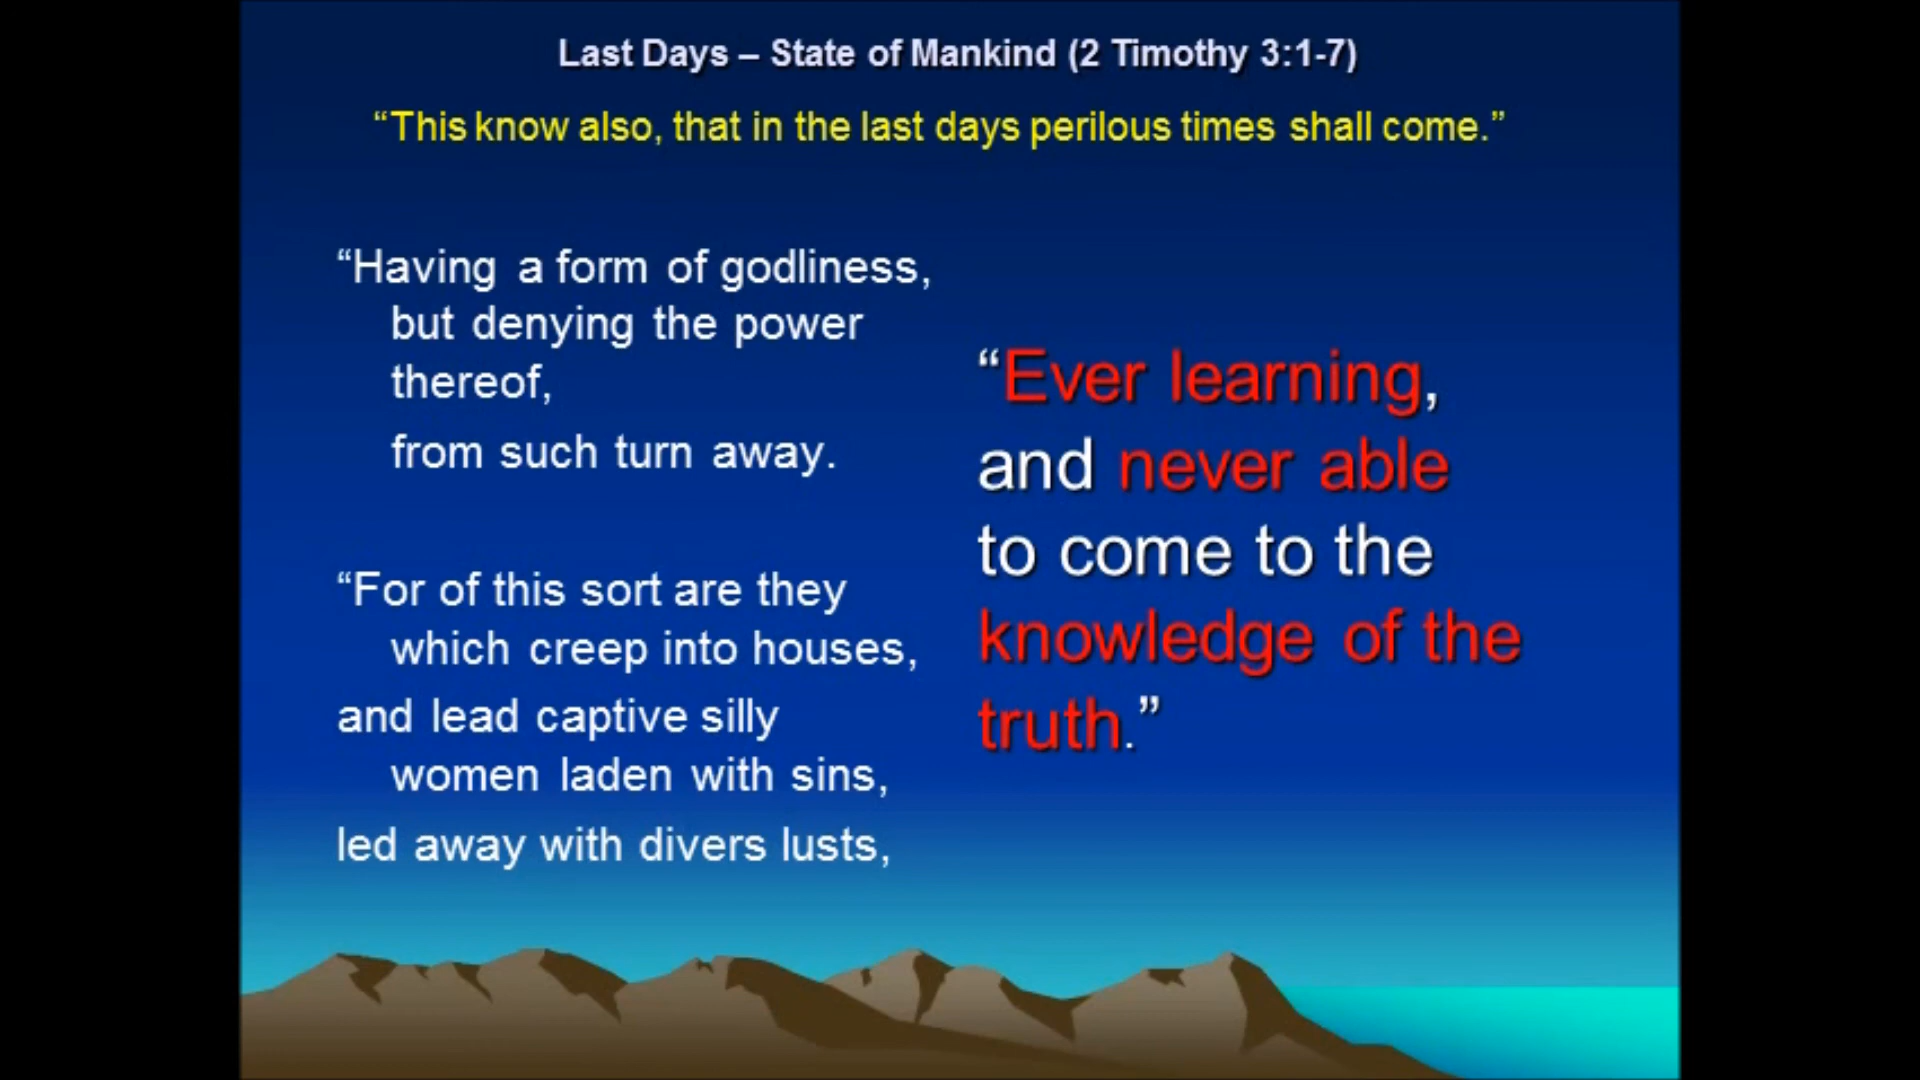 Last Days – State of Mankind (2 Timothy 3:1-7)
“This know also, that in the last days perilous times shall come.”
“Having a form of godliness,
but denying the power
thereof,
from such turn away.
“For of this sort are they
which creep into houses,
and lead captive silly
women laden with sins,
led away with divers lusts,
“Ever learning,
and never able
to come to the
knowledge of the
truth.”